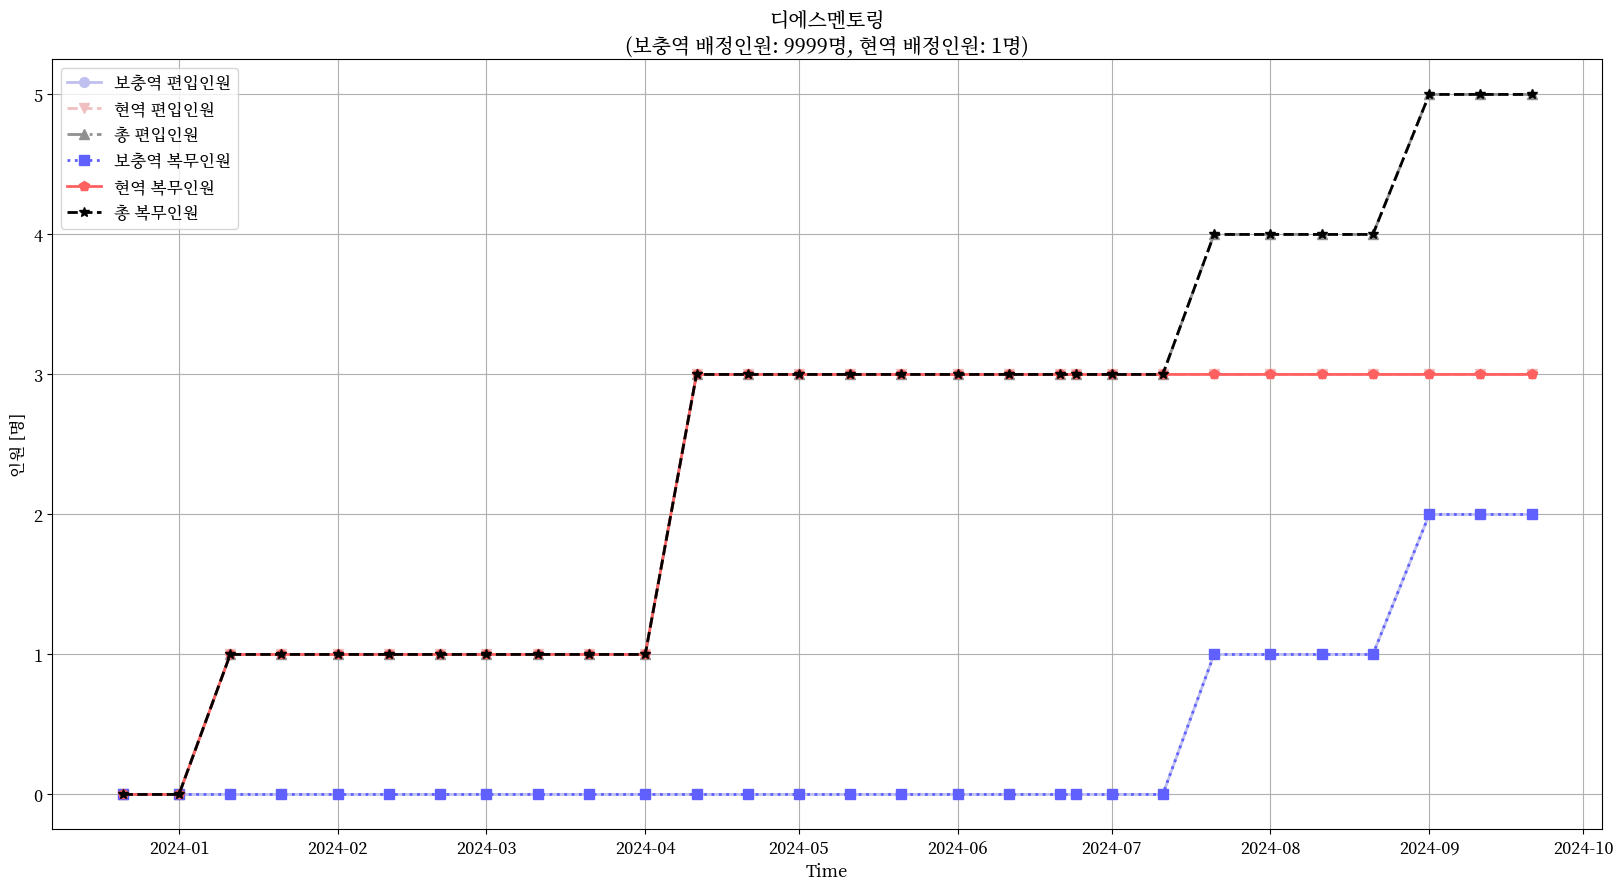 디에스멘토링
(보충역 배정인원: 9999명, 현역 배정인원: 1명)
보충역 편입인원
현역 편입인원
총 편입인원
보충역 복무인원
현역 복무인원
총 복무인원
인원 [명]
5
4
3
2
1
0
2024-01
2024-02
2024-03
2024-04
2024-05
2024-06
2024-07
2024-08
2024-09
2024-10
Time